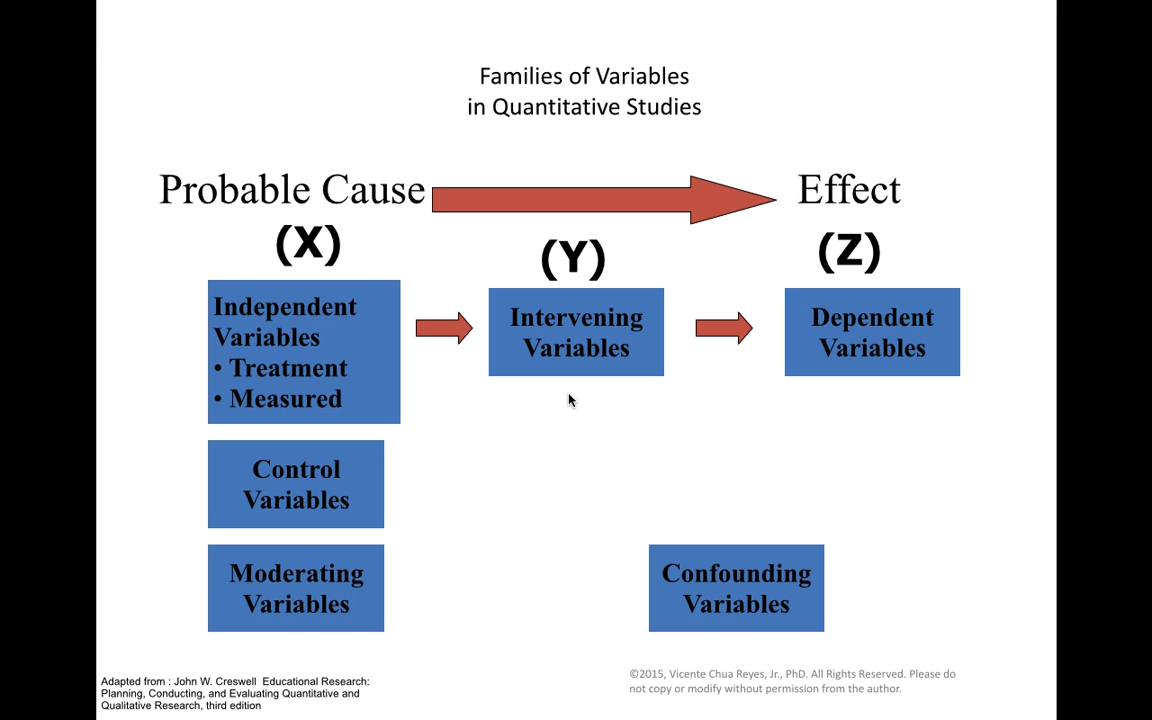 Families of Variables
in Quantitative Studies
Probable Cause
Effect
(X)
(Y)
(Z)
Independent
Variables
• Treatment
• Measured
Intervening
Variables
Dependent
Variables
Control
Variables
Moderating
Variables
Confounding
Variables
Adapted from : John W. Creswell  Educational Research:
Planning, Conducting, and Evaluating Quantitative and
Qualitative Research, third edition
©2015, Vicente Chua Reyes, Jr., PhD. All Rights Reserved. Please do
not copy or modify without permission from the author.